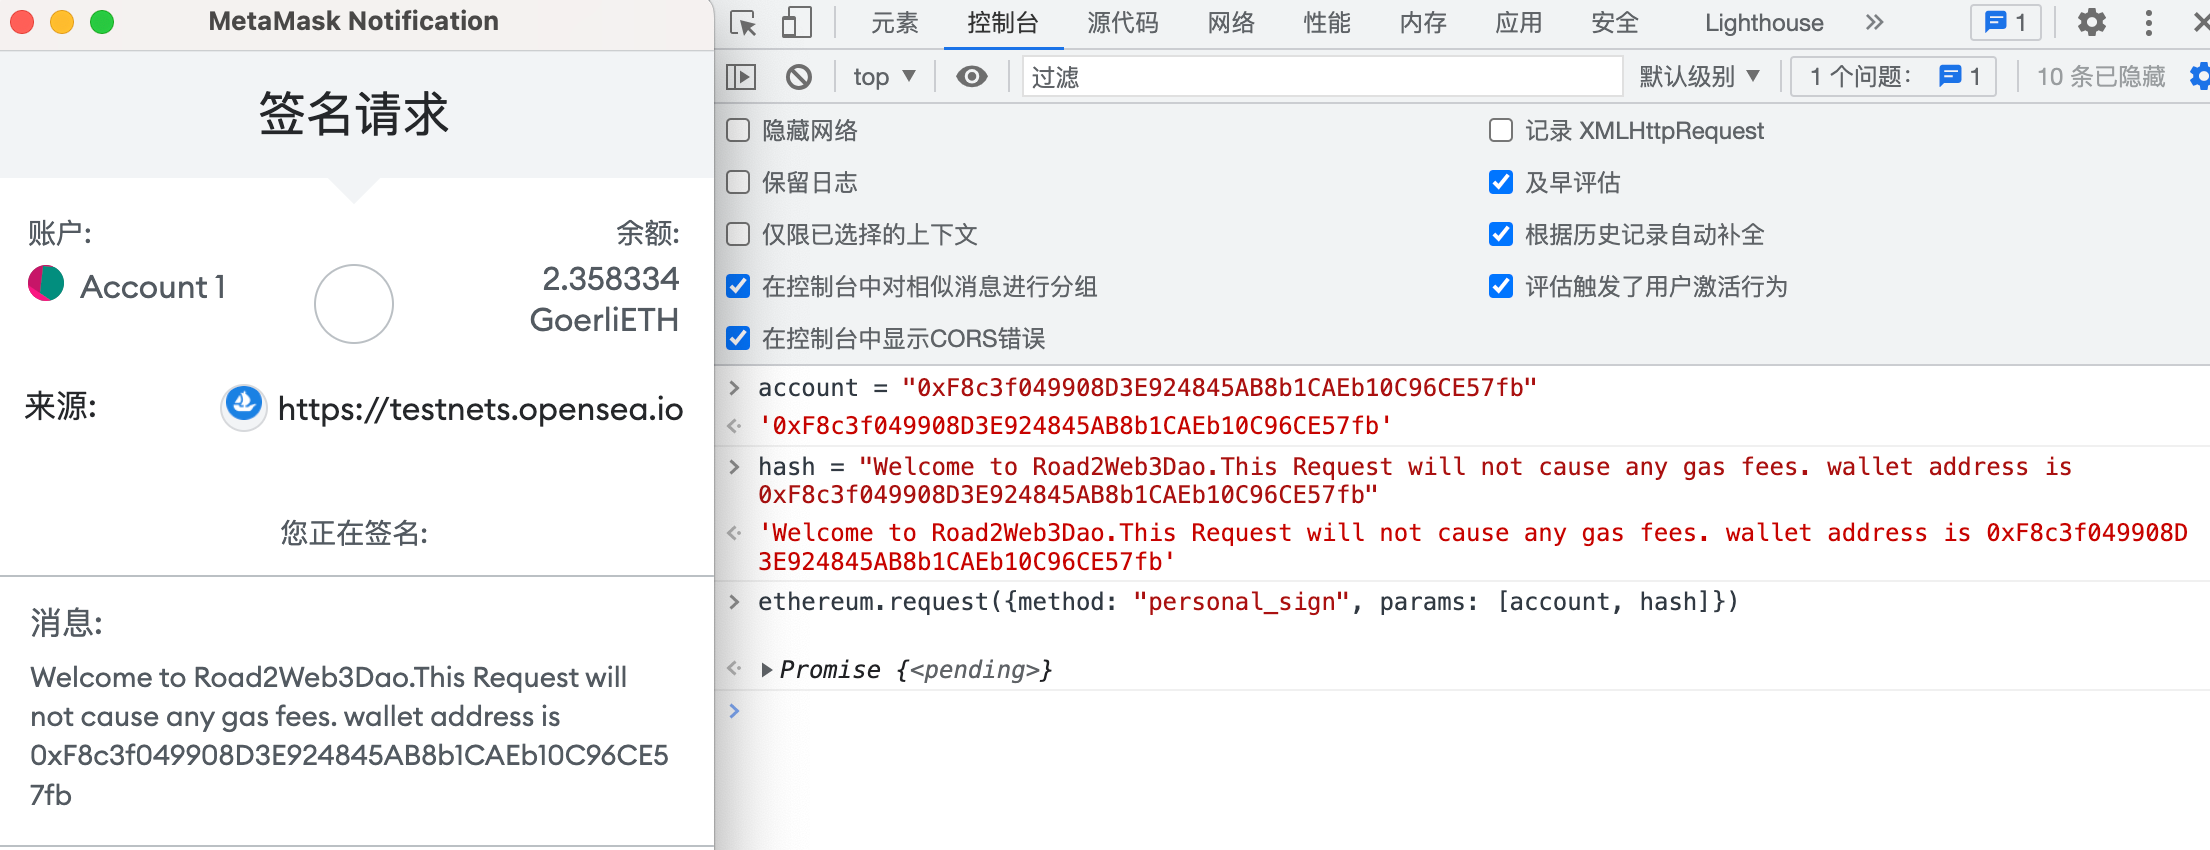 MetaMask Notification
签名请求
账户:
余额:
Account 1
2.358334
GoerliETH
来源:
https://testnets.opensea.io
您正在签名:
消息:
Welcome to Road2Web3Dao.This Request will
not cause any gas fees. wallet address is
0xF8c3f049908D3E924845AB8b1CAEb10C96CE5
7fb
元素 控制台 源代码 网络 性能 内存 应用 安全 Lighthouse 1
top 过滤 默认级别 1 个问题: 1 10 条已隐藏
隐藏网络 记录 XMLHttpRequest
保留日志 及早评估
仅限已选择的上下文 根据历史记录自动补全
在控制台中对相似消息进行分组 评估触发了用户激活行为
在控制台中显示CORS错误
account = "0xF8c3f049908D3E924845AB8b1CAEb10C96CE57fb"
'0xF8c3f049908D3E924845AB8b1CAEb10C96CE57fb'
hash = "Welcome to Road2Web3Dao.This Request will not cause any gas fees. wallet address is
0xF8c3f049908D3E924845AB8b1CAEb10C96CE57fb"
'Welcome to Road2Web3Dao.This Request will not cause any gas fees. wallet address is 0xF8c3f049908D
3E924845AB8b1CAEb10C96CE57fb'
ethereum.request({method: "personal_sign", params: [account, hash]})
Promise {<pending>}